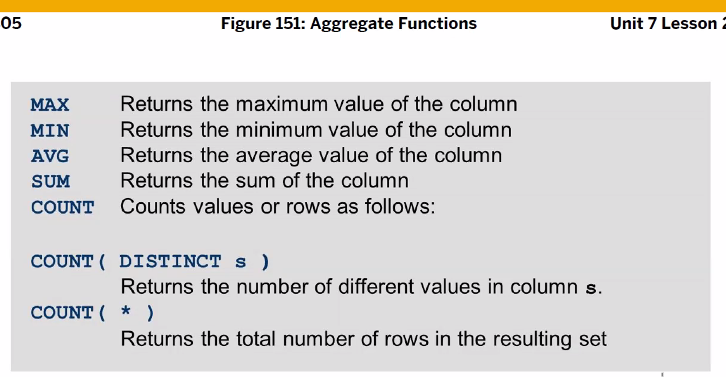 05 Figure 151: Aggregate Functions Unit 7 Lesson 2
MAX Returns the maximum value of the column
MIN Returns the minimum value of the column
AVG Returns the average value of the column
SUM Returns the sum of the column
COUNT Counts values or rows as follows:
COUNT( DISTINCT s )
Returns the number of different values in column s.
COUNT( * )
Returns the total number of rows in the resulting set